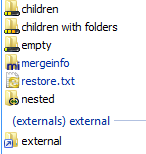 children
children with folders
empty
mergeinfo
restore.txt
nested
(externals) external
external